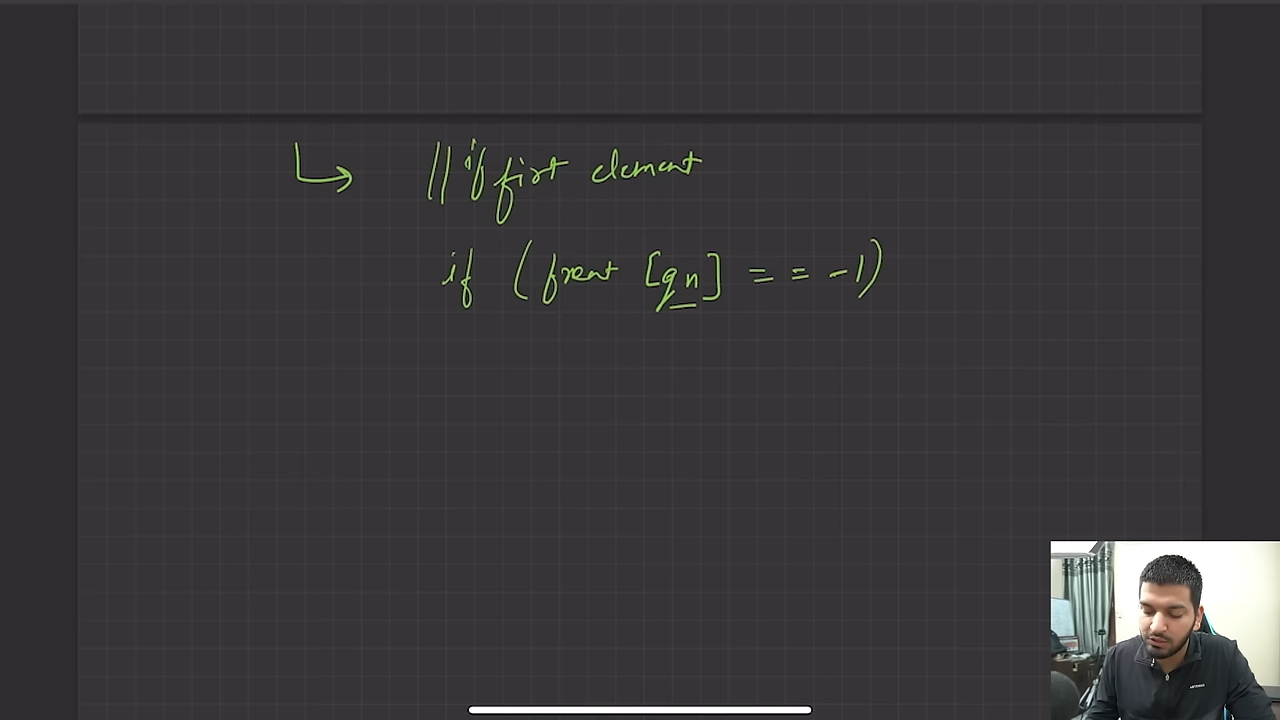 // if first element
if (front [qn] == -1)